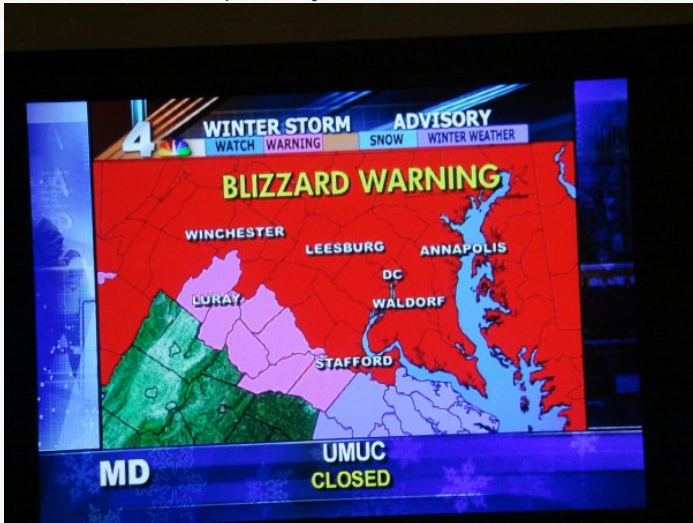 4
WINTER STORM ADVISORY
WATCH WARNING SNOW WINTER WEATHER
BLIZZARD WARNING
WINCHESTER
LEESBURG
ANNAPOLIS
DC
LURAY
WALDORF
STAFFORD
MD
UMUC
CLOSED